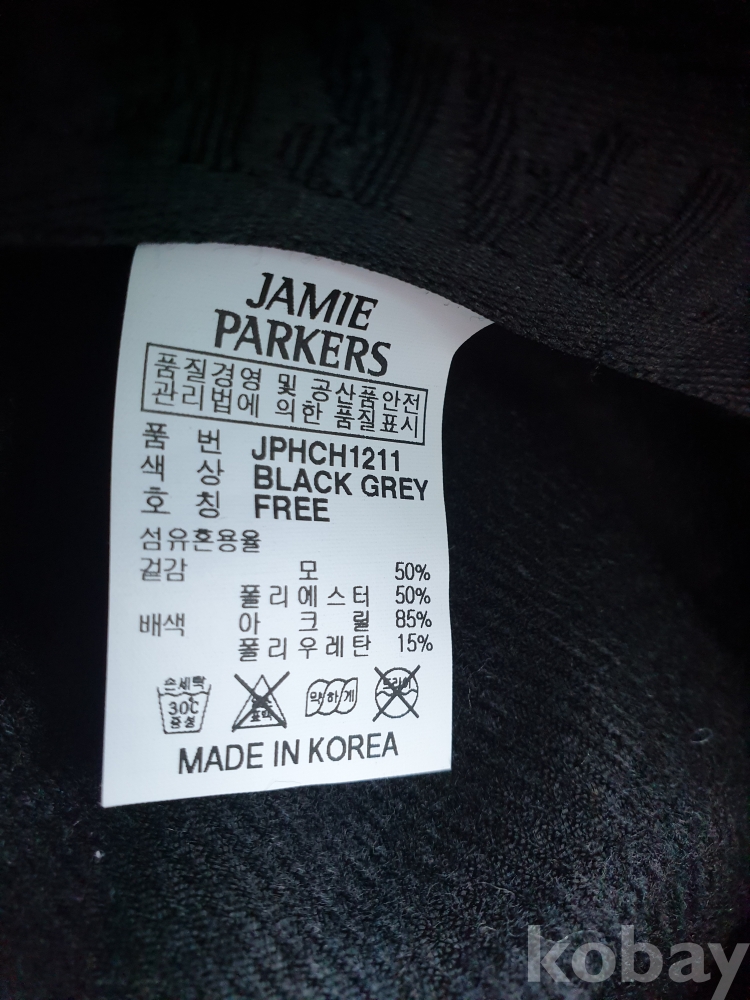 JAMIE
PARKERS
품질경영 및 공산품안전
관리법에 의한 품질표시
품 번 JPHCH1211
색 상 BLACK GREY
호 칭 FREE
섬유혼용율
겉감 모 50%
폴리에스터 50%
배색 아크릴 85%
폴리우레탄 15%
손세탁
30℃
중성
약하게
드라이
MADE IN KOREA
kobay